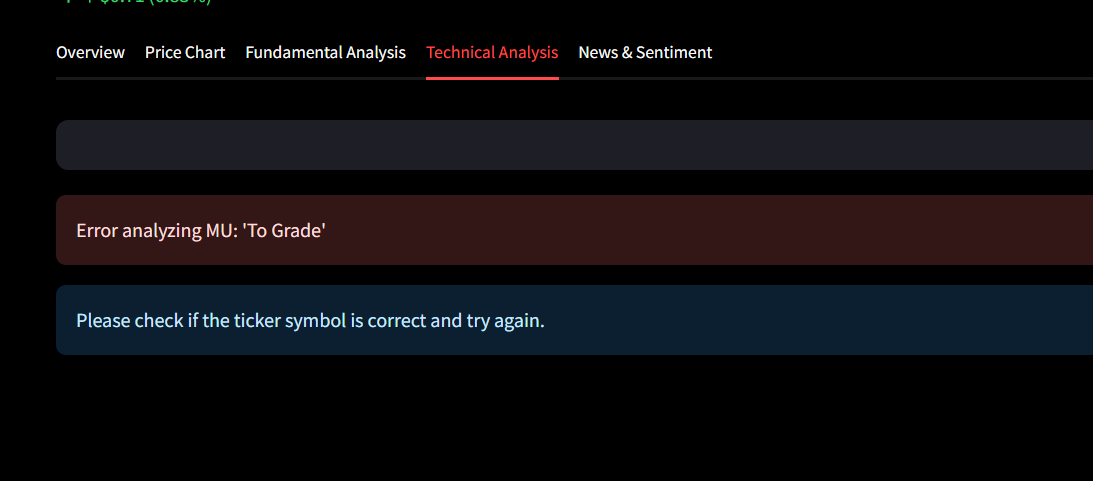 Overview Price Chart Fundamental Analysis Technical Analysis News & Sentiment
Error analyzing MU: 'To Grade'
Please check if the ticker symbol is correct and try again.